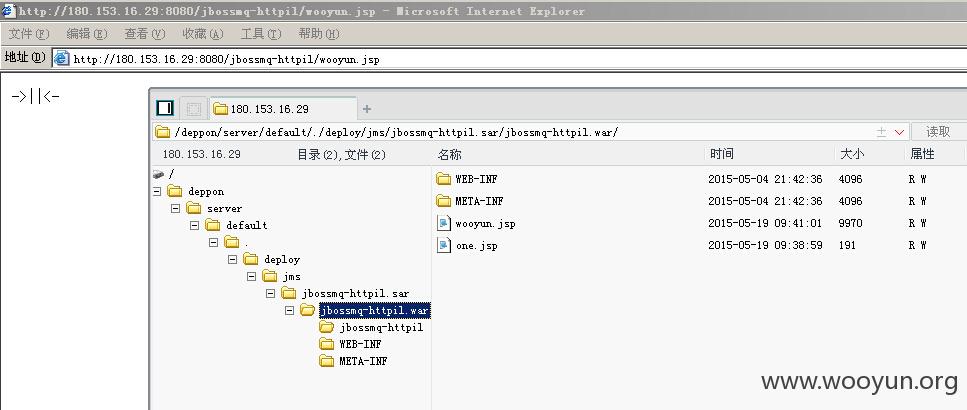 http://180.153.16.29:8080/jbossmq-httpil/wooyun.jsp - Microsoft Internet Explorer
文件(F) 编辑(E) 查看(V) 收藏(A) 工具(T) 帮助(H)
地址(D) http://180.153.16.29:8080/jbossmq-httpil/wooyun.jsp
->||<-
180.153.16.29 +
/deppon/server/default/./deploy/jms/jbossmq-httpil.sar/jbossmq-httpil.war/ 读取
180.153.16.29 目录(2),文件(2) 名称 时间 大小 属性
/
deppon
server
default
.
deploy
jms
jbossmq-httpil.sar
jbossmq-httpil.war
jbossmq-httpil
WEB-INF
META-INF
WEB-INF 2015-05-04 21:42:36 4096 R W
META-INF 2015-05-04 21:42:36 4096 R W
wooyun.jsp 2015-05-19 09:41:01 9970 R W
one.jsp 2015-05-19 09:38:59 191 R W
www.wooyun.org